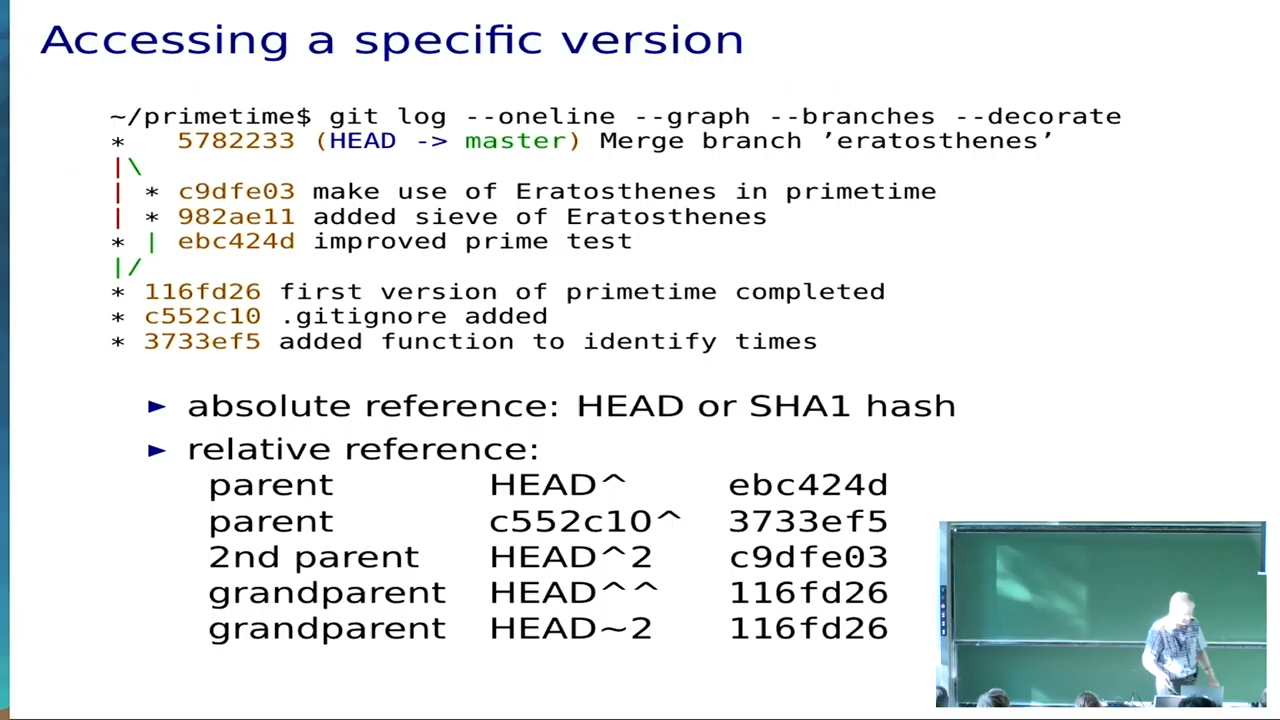 Accessing a specific version
~/primetime$ git log --oneline --graph --branches --decorate
*   5782233 (HEAD -> master) Merge branch ’eratosthenes’
|\
| * c9dfe03 make use of Eratosthenes in primetime
| * 982ae11 added sieve of Eratosthenes
* | ebc424d improved prime test
|/
* 116fd26 first version of primetime completed
* c552c10 .gitignore added
* 3733ef5 added function to identify times
► absolute reference: HEAD or SHA1 hash
► relative reference:
parent HEAD^ ebc424d
parent c552c10^ 3733ef5
2nd parent HEAD^2 c9dfe03
grandparent HEAD^^ 116fd26
grandparent HEAD~2 116fd26